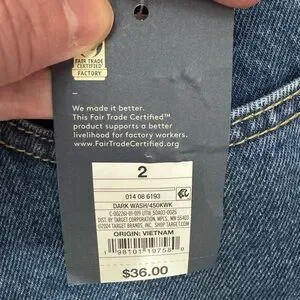 FAIR TRADE
CERTIFIED
FACTORY
We made it better.
This Fair Trade Certified™
product supports a better
livelihood for factory workers.
www.FairTradeCertified.org
2
014 08 6193
DARK WASH/450KWK
DIST. BY TARGET CORPORATION, MPLS., MN 55403
©2024 TARGET BRANDS, INC. SHOP TARGET.COM
ORIGIN: VIETNAM
$36.00